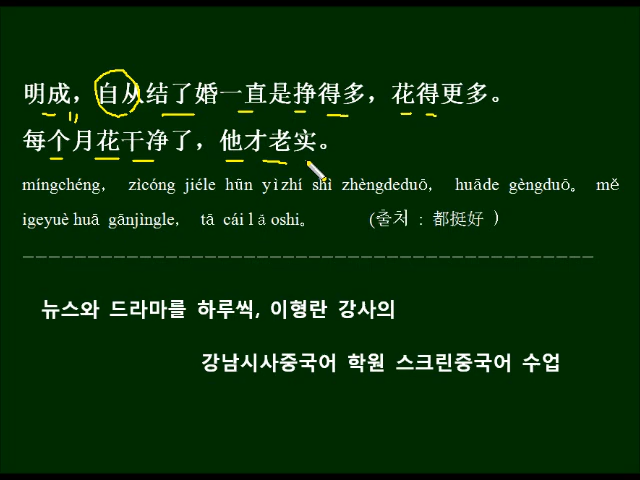 明成，自从结了婚一直是挣得多，花得更多。
每个月花干净了，他才老实。
míngchéng， zìcóng jiéle hūn yìzhí shì zhèngdeduō， huāde gèngduō。 mě
igeyuè huā gānjìngle， tā cái lāoshi。 (출처 : 都挺好 )
뉴스와 드라마를 하루씩, 이형란 강사의
강남시사중국어 학원 스크린중국어 수업